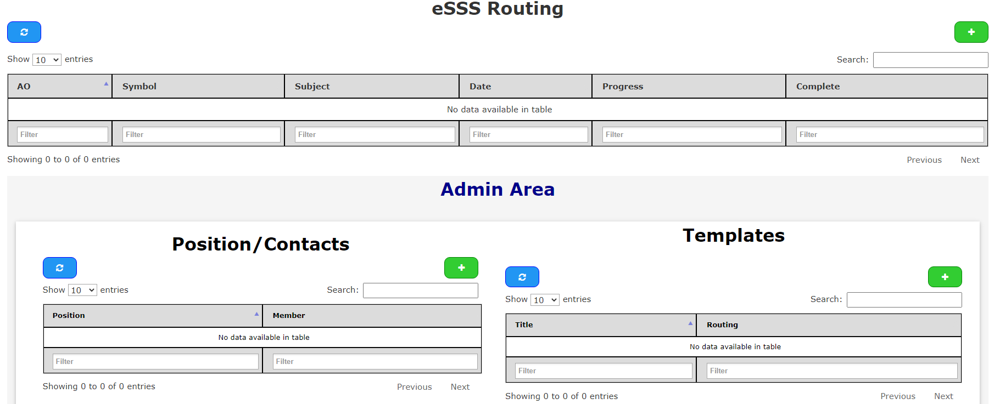 eSSS Routing
Show 10 entries Search:
AO Symbol Subject Date Progress Complete
No data available in table
Filter Filter Filter Filter Filter Filter
Showing 0 to 0 of 0 entries Previous Next
Admin Area
Position/Contacts
Show 10 entries Search:
Position Member
No data available in table
Filter Filter
Showing 0 to 0 of 0 entries Previous Next
Templates
Show 10 entries Search:
Title Routing
No data available in table
Filter Filter
Showing 0 to 0 of 0 entries Previous Next